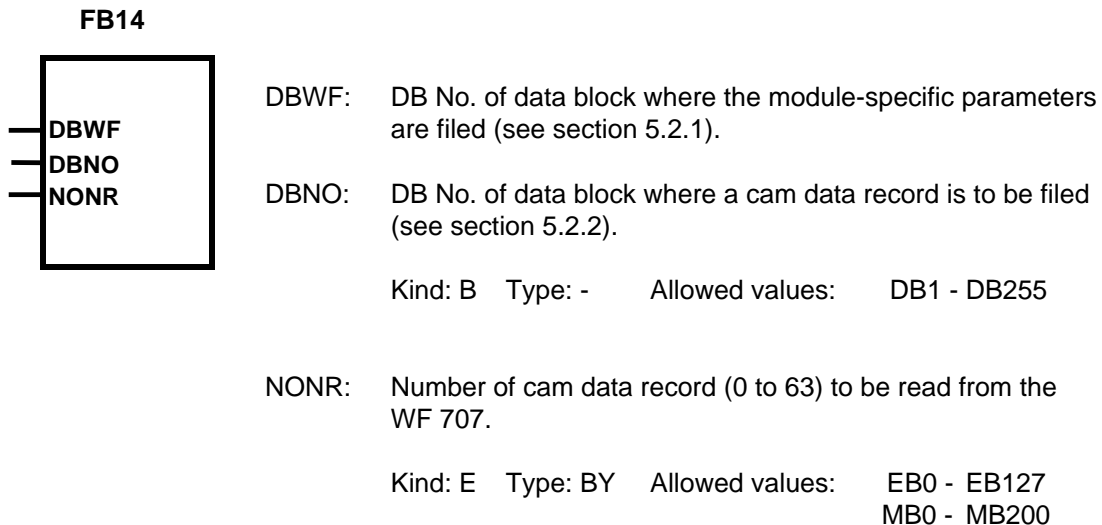 FB14
DBWF
DBNO
NONR
DBWF: DB No. of data block where the module-specific parameters
are filed (see section 5.2.1).
DBNO: DB No. of data block where a cam data record is to be filed
(see section 5.2.2).
Kind: B Type: - Allowed values: DB1 - DB255
NONR: Number of cam data record (0 to 63) to be read from the
WF 707.
Kind: E Type: BY Allowed values: EB0 - EB127
MB0 - MB200